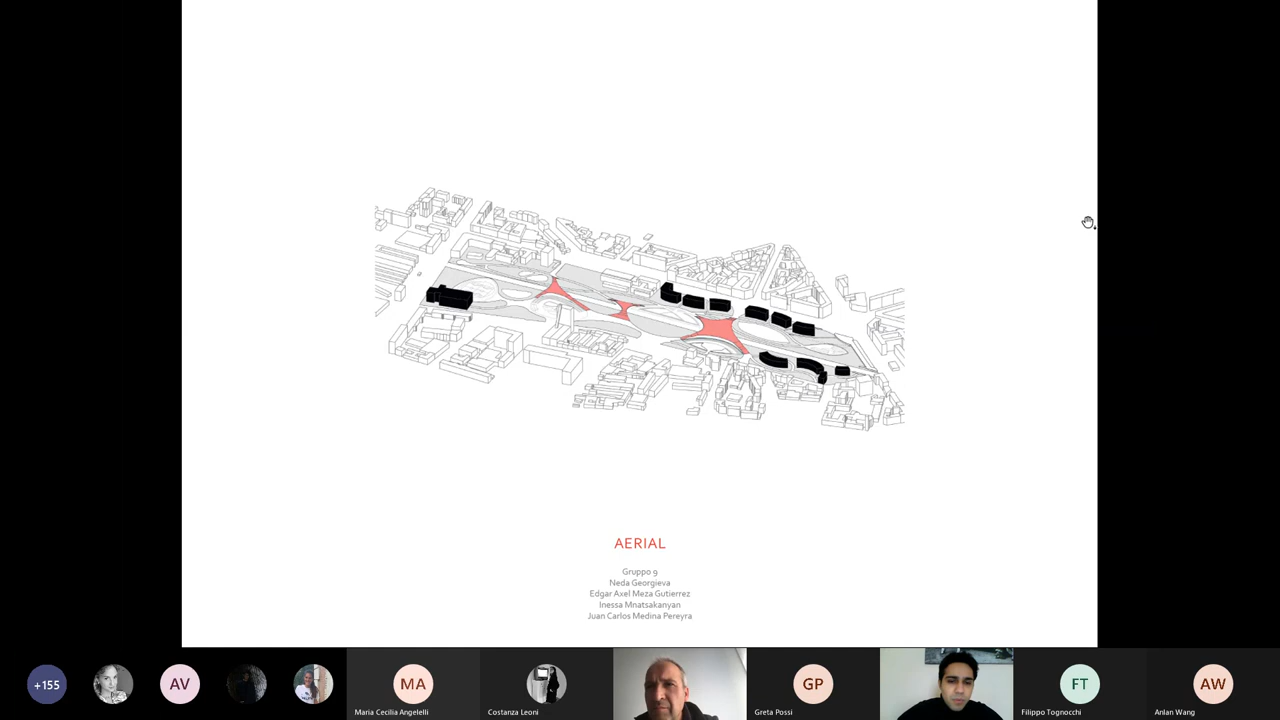 AERIAL
Gruppo 9
Neda Georgieva
Edgar Axel Meza Gutierrez
Inessa Mnatsakanyan
Juan Carlos Medina Pereyra
+155
AV
MA
Maria Cecilia Angelelli
Costanza Leoni
GP
Greta Possi
FT
Filippo Tognocchi
AW
Anlan Wang